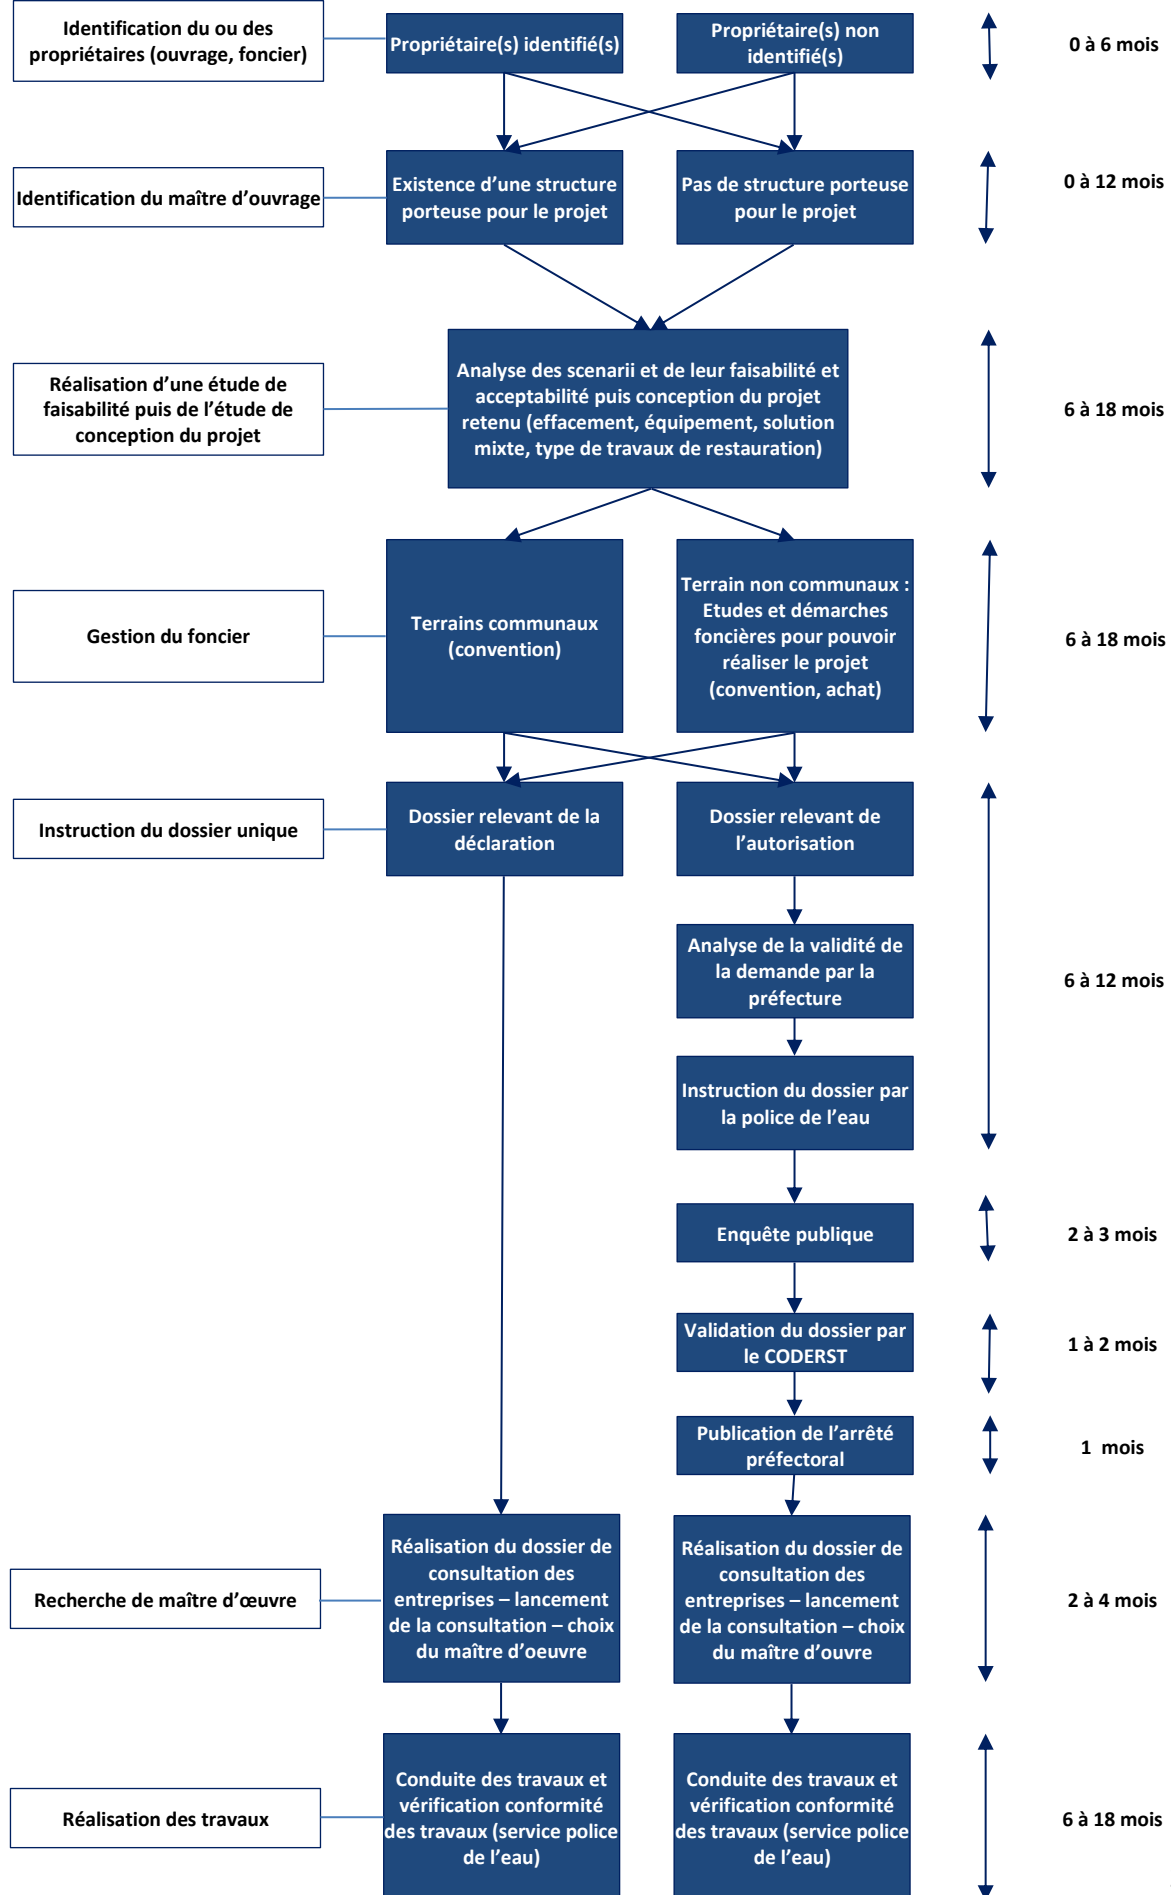 Identification du ou des
propriétaires (ouvrage, foncier)
Propriétaire(s) identifié(s)
Propriétaire(s) non
identifié(s)
0 à 6 mois
Identification du maître d'ouvrage
Existence d'une structure
porteuse pour le projet
Pas de structure porteuse
pour le projet
0 à 12 mois
Réalisation d'une étude de
faisabilité puis de l'étude de
conception du projet
Analyse des scenarii et de leur faisabilité et
acceptabilité puis conception du projet
retenu (effacement, équipement, solution
mixte, type de travaux de restauration)
6 à 18 mois
Gestion du foncier
Terrains communaux
(convention)
Terrain non communaux :
Etudes et démarches
foncières pour pouvoir
réaliser le projet
(convention, achat)
6 à 18 mois
Instruction du dossier unique
Dossier relevant de la
déclaration
Dossier relevant de
l'autorisation
Analyse de la validité de
la demande par la
préfecture
6 à 12 mois
Instruction du dossier par
la police de l'eau
Enquête publique
2 à 3 mois
Validation du dossier par
le CODERST
1 à 2 mois
Publication de l'arrêté
préfectoral
1 mois
Recherche de maître d'œuvre
Réalisation du dossier de
consultation des
entreprises – lancement
de la consultation – choix
du maître d'oeuvre
Réalisation du dossier de
consultation des
entreprises – lancement
de la consultation – choix
du maître d'ouvre
2 à 4 mois
Réalisation des travaux
Conduite des travaux et
vérification conformité
des travaux (service police
de l'eau)
Conduite des travaux et
vérification conformité
des travaux (service police
de l'eau)
6 à 18 mois